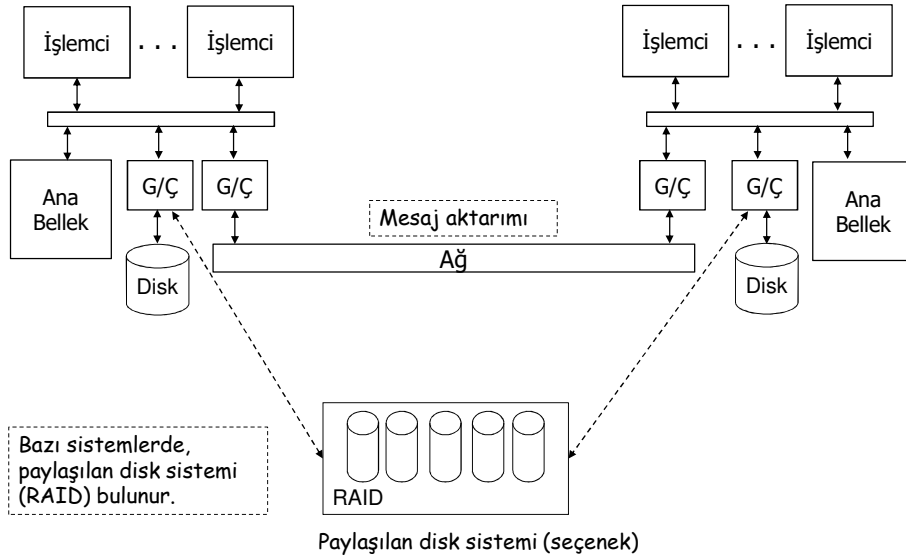 İşlemci . . . İşlemci
İşlemci . . . İşlemci
Ana
Bellek
G/Ç
G/Ç
G/Ç
G/Ç
Ana
Bellek
Mesaj aktarımı
Ağ
Disk
Disk
Bazı sistemlerde,
paylaşılan disk sistemi
(RAID) bulunur.
RAID
Paylaşılan disk sistemi (seçenek)